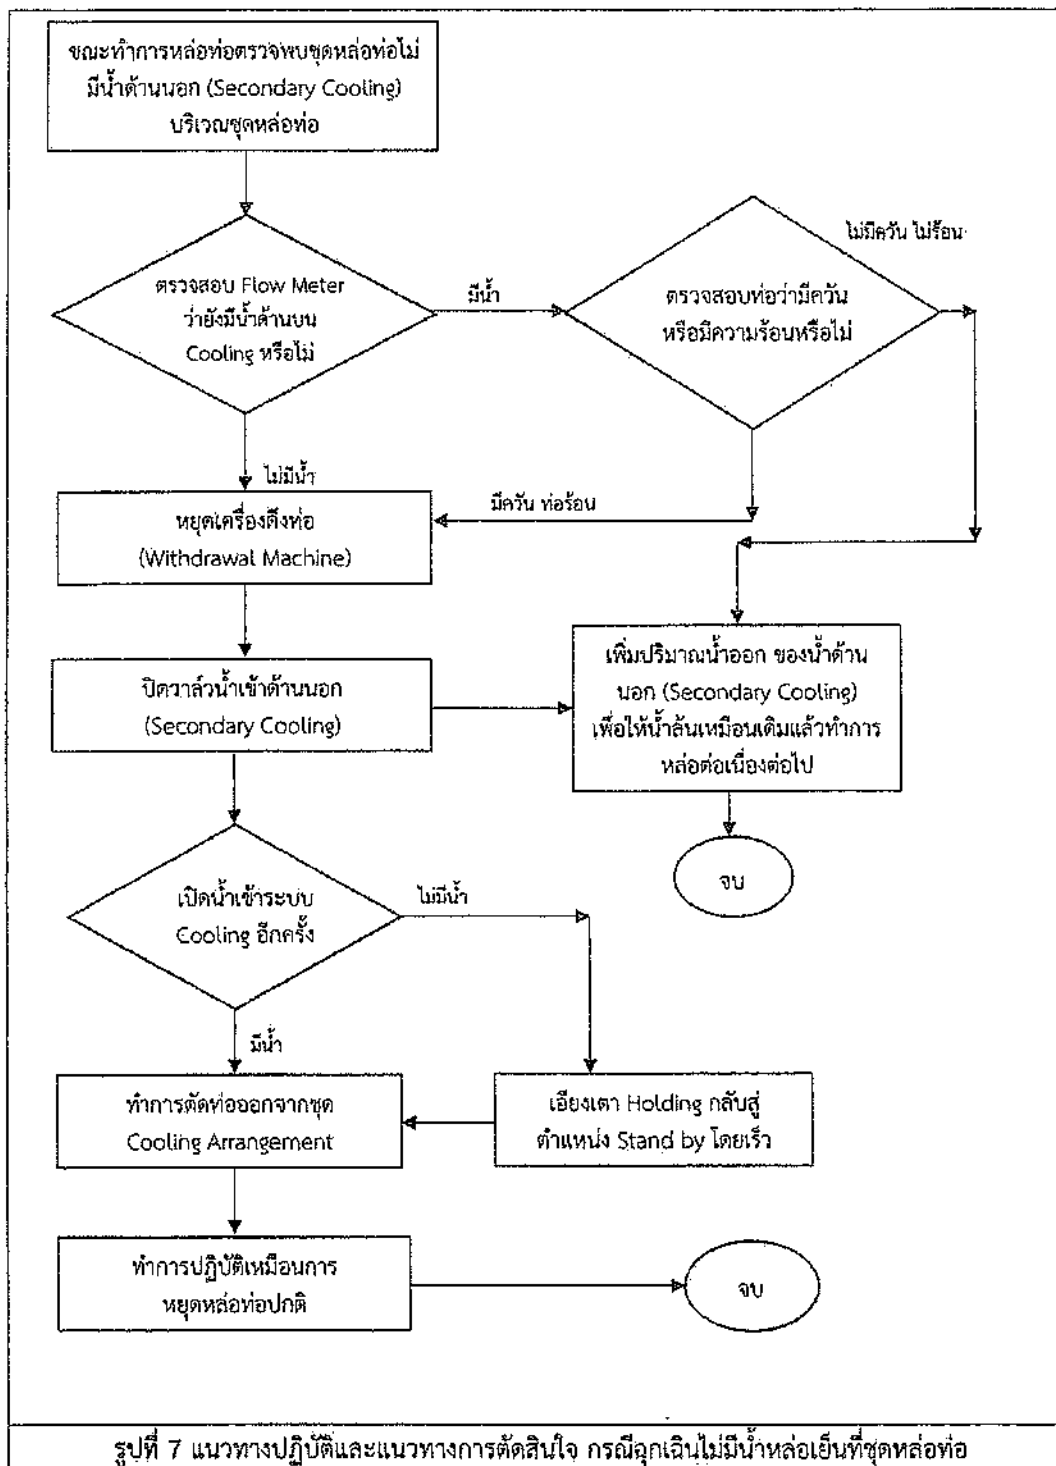 ขณะทำการหล่อท่อตรวจพบชุดหล่อท่อไม่
มีน้ำด้านนอก (Secondary Cooling)
บริเวณชุดหล่อท่อ
ตรวจสอบ Flow Meter
ว่ายังมีน้ำด้านบน
Cooling หรือไม่
มีน้ำ
ตรวจสอบท่อว่ามีควัน
หรือมีความร้อนหรือไม่
ไม่มีควัน ไม่ร้อน
ไม่มีน้ำ
มีควัน ท่อร้อน
หยุดเครื่องดึงท่อ
(Withdrawal Machine)
ปิดวาล์วน้ำเข้าด้านนอก
(Secondary Cooling)
เพิ่มปริมาณน้ำออก ของน้ำด้าน
นอก (Secondary Cooling)
เพื่อให้น้ำล้นเหมือนเดิมแล้วทำการ
หล่อต่อเนื่องต่อไป
จบ
เปิดน้ำเข้าระบบ
Cooling อีกครั้ง
ไม่มีน้ำ
มีน้ำ
ทำการตัดท่อออกจากชุด
Cooling Arrangement
เอียงเตา Holding กลับสู่
ตำแหน่ง Stand by โดยเร็ว
ทำการปฏิบัติเหมือนการ
หยุดหล่อท่อปกติ
จบ
รูปที่ 7 แนวทางปฏิบัติและแนวทางการตัดสินใจ กรณีฉุกเฉินไม่มีน้ำหล่อเย็นที่ชุดหล่อท่อ